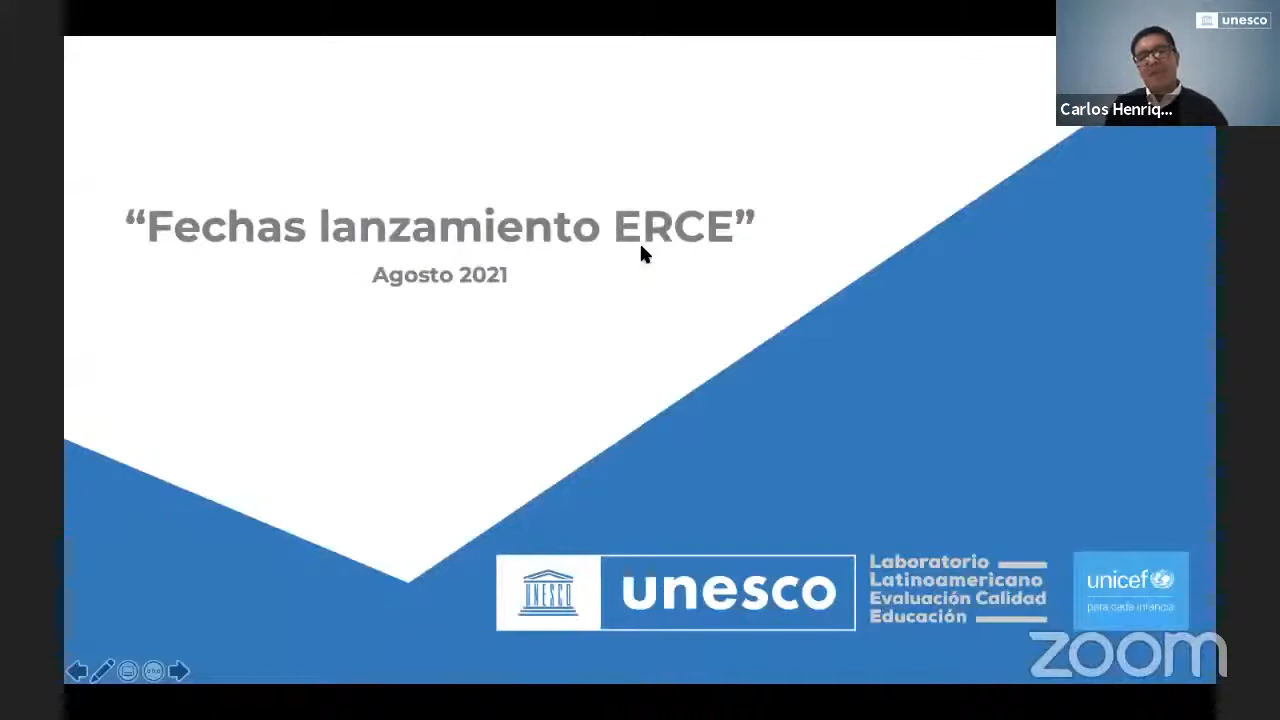 unesco
Carlos Henriq...
“Fechas lanzamiento ERCE”
Agosto 2021
UNESCO
unesco
Laboratorio
Latinoamericano
Evaluación Calidad
Educación
unicef
para cada infancia
zoom